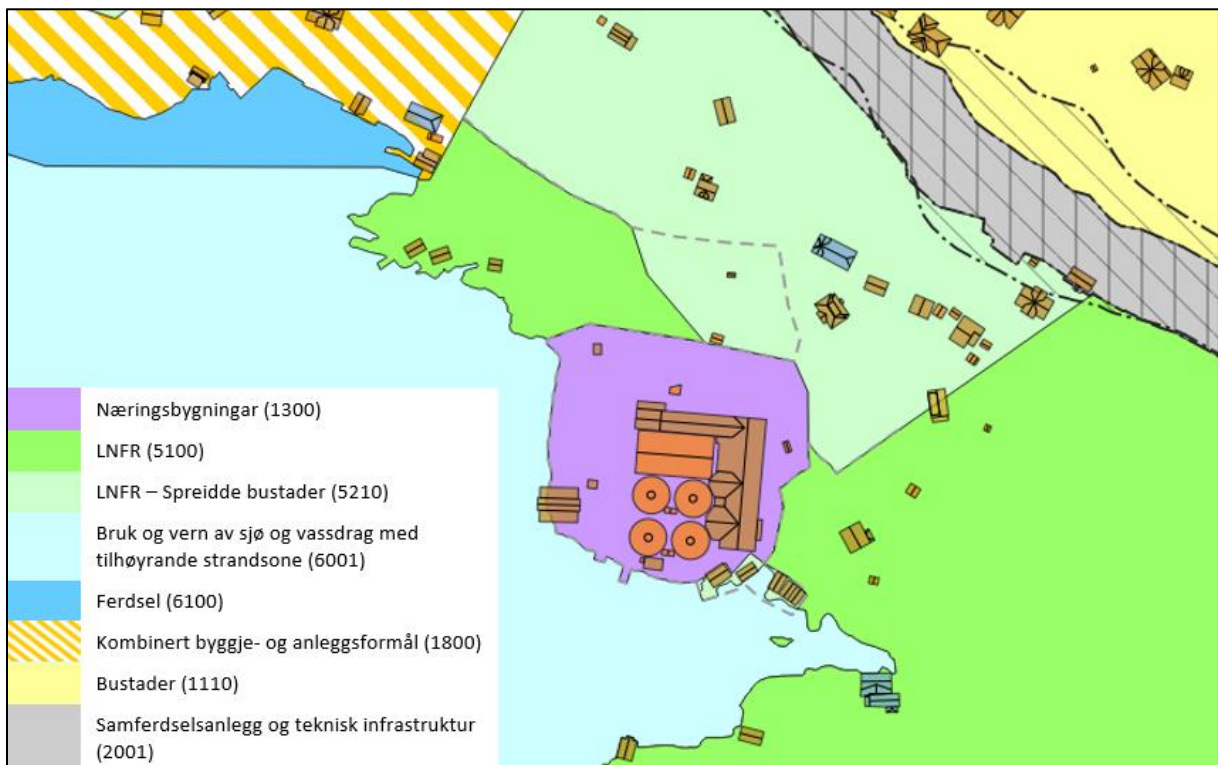 Næringsbygningar (1300)
LNFR (5100)
LNFR – Spreidde bustader (5210)
Bruk og vern av sjø og vassdrag med
tilhøyrande strandsone (6001)
Ferdsel (6100)
Kombinert byggje- og anleggsformål (1800)
Bustader (1110)
Samferdselsanlegg og teknisk infrastruktur
(2001)